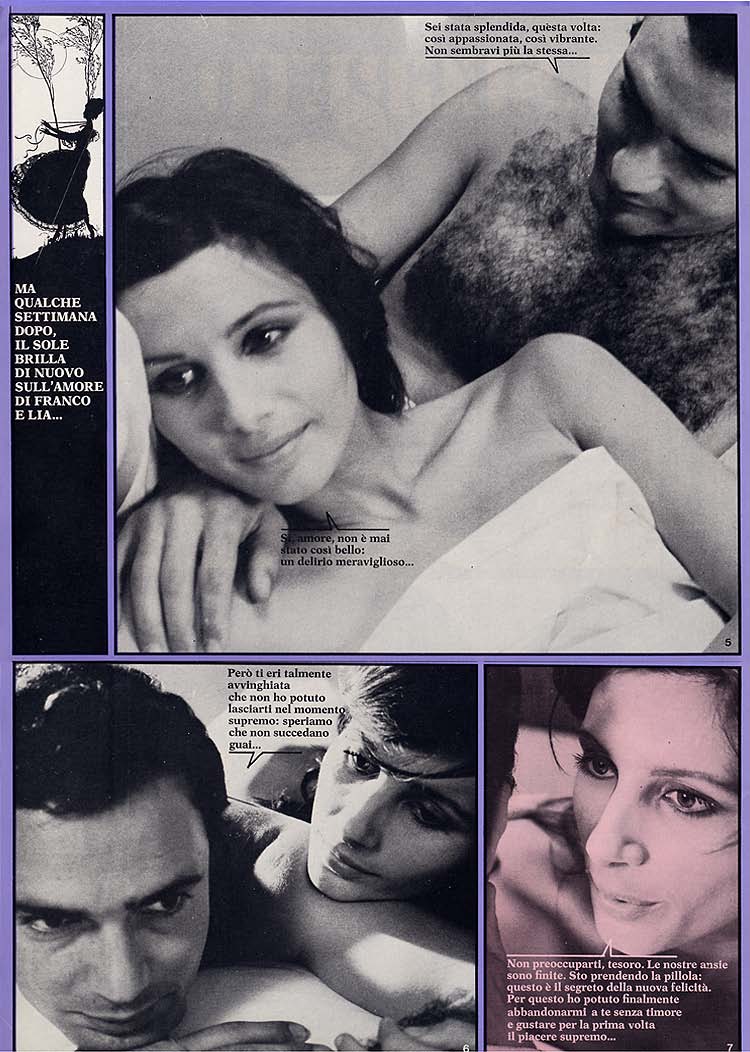 MA
QUALCHE
SETTIMANA
DOPO,
IL SOLE
BRILLA
DI NUOVO
SULL'AMORE
DI FRANCO
E LIA...
Sei stata splendida, questa volta:
così appassionata, così vibrante.
Non sembravi più la stessa...
Sì, amore, non è mai
stato così bello:
un delirio meraviglioso...
5
Però ti eri talmente
avvinghiata
che non ho potuto
lasciarti nel momento
supremo: speriamo
che non succedano
guai...
6
Non preoccuparti, tesoro. Le nostre ansie
sono finite. Sto prendendo la pillola:
questo è il segreto della nuova felicità.
Per questo ho potuto finalmente
abbandonarmi a te senza timore
e gustare per la prima volta
il piacere supremo...
7